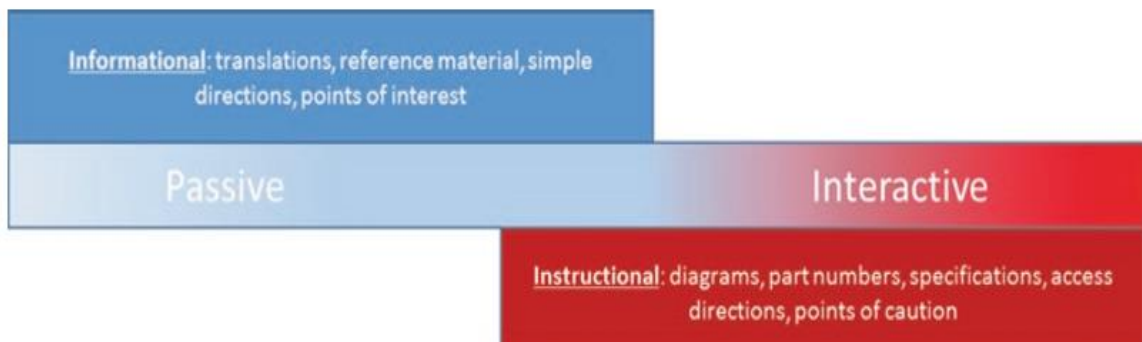 Informational: translations, reference material, simple
directions, points of interest
Passive
Interactive
Instructional: diagrams, part numbers, specifications, access
directions, points of caution